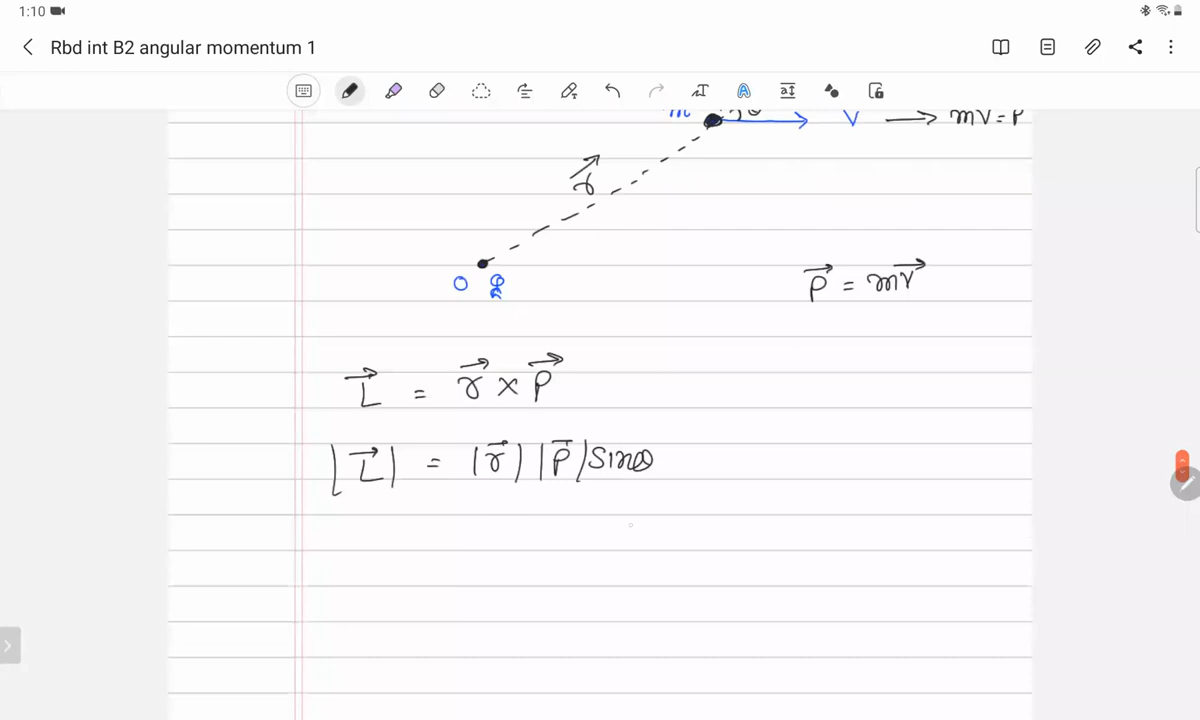 1:10
Rbd int B2 angular momentum 1
m θ V → mv = P
r⃗
O
P⃗ = mv⃗
L⃗ = r⃗ × P⃗
|L⃗| = |r⃗| |P⃗| Sinθ